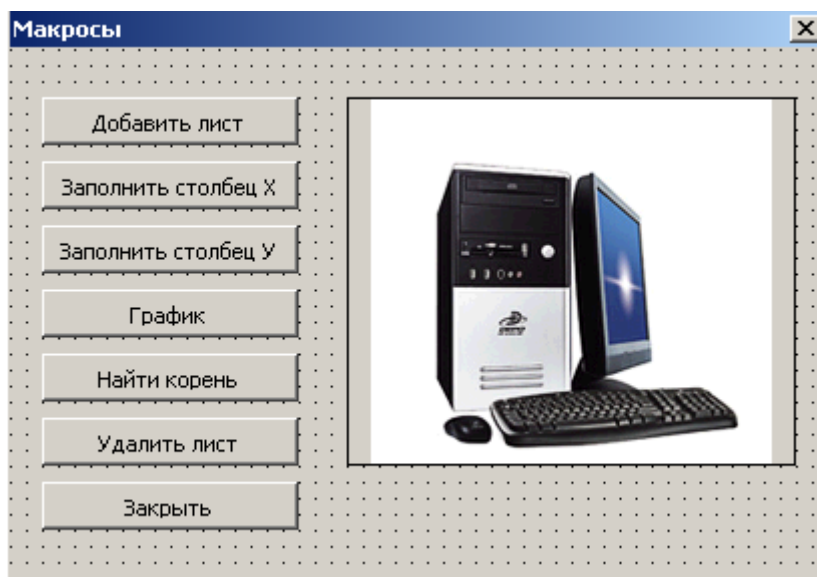 Макросы
Добавить лист
Заполнить столбец X
Заполнить столбец У
График
Найти корень
Удалить лист
Закрыть